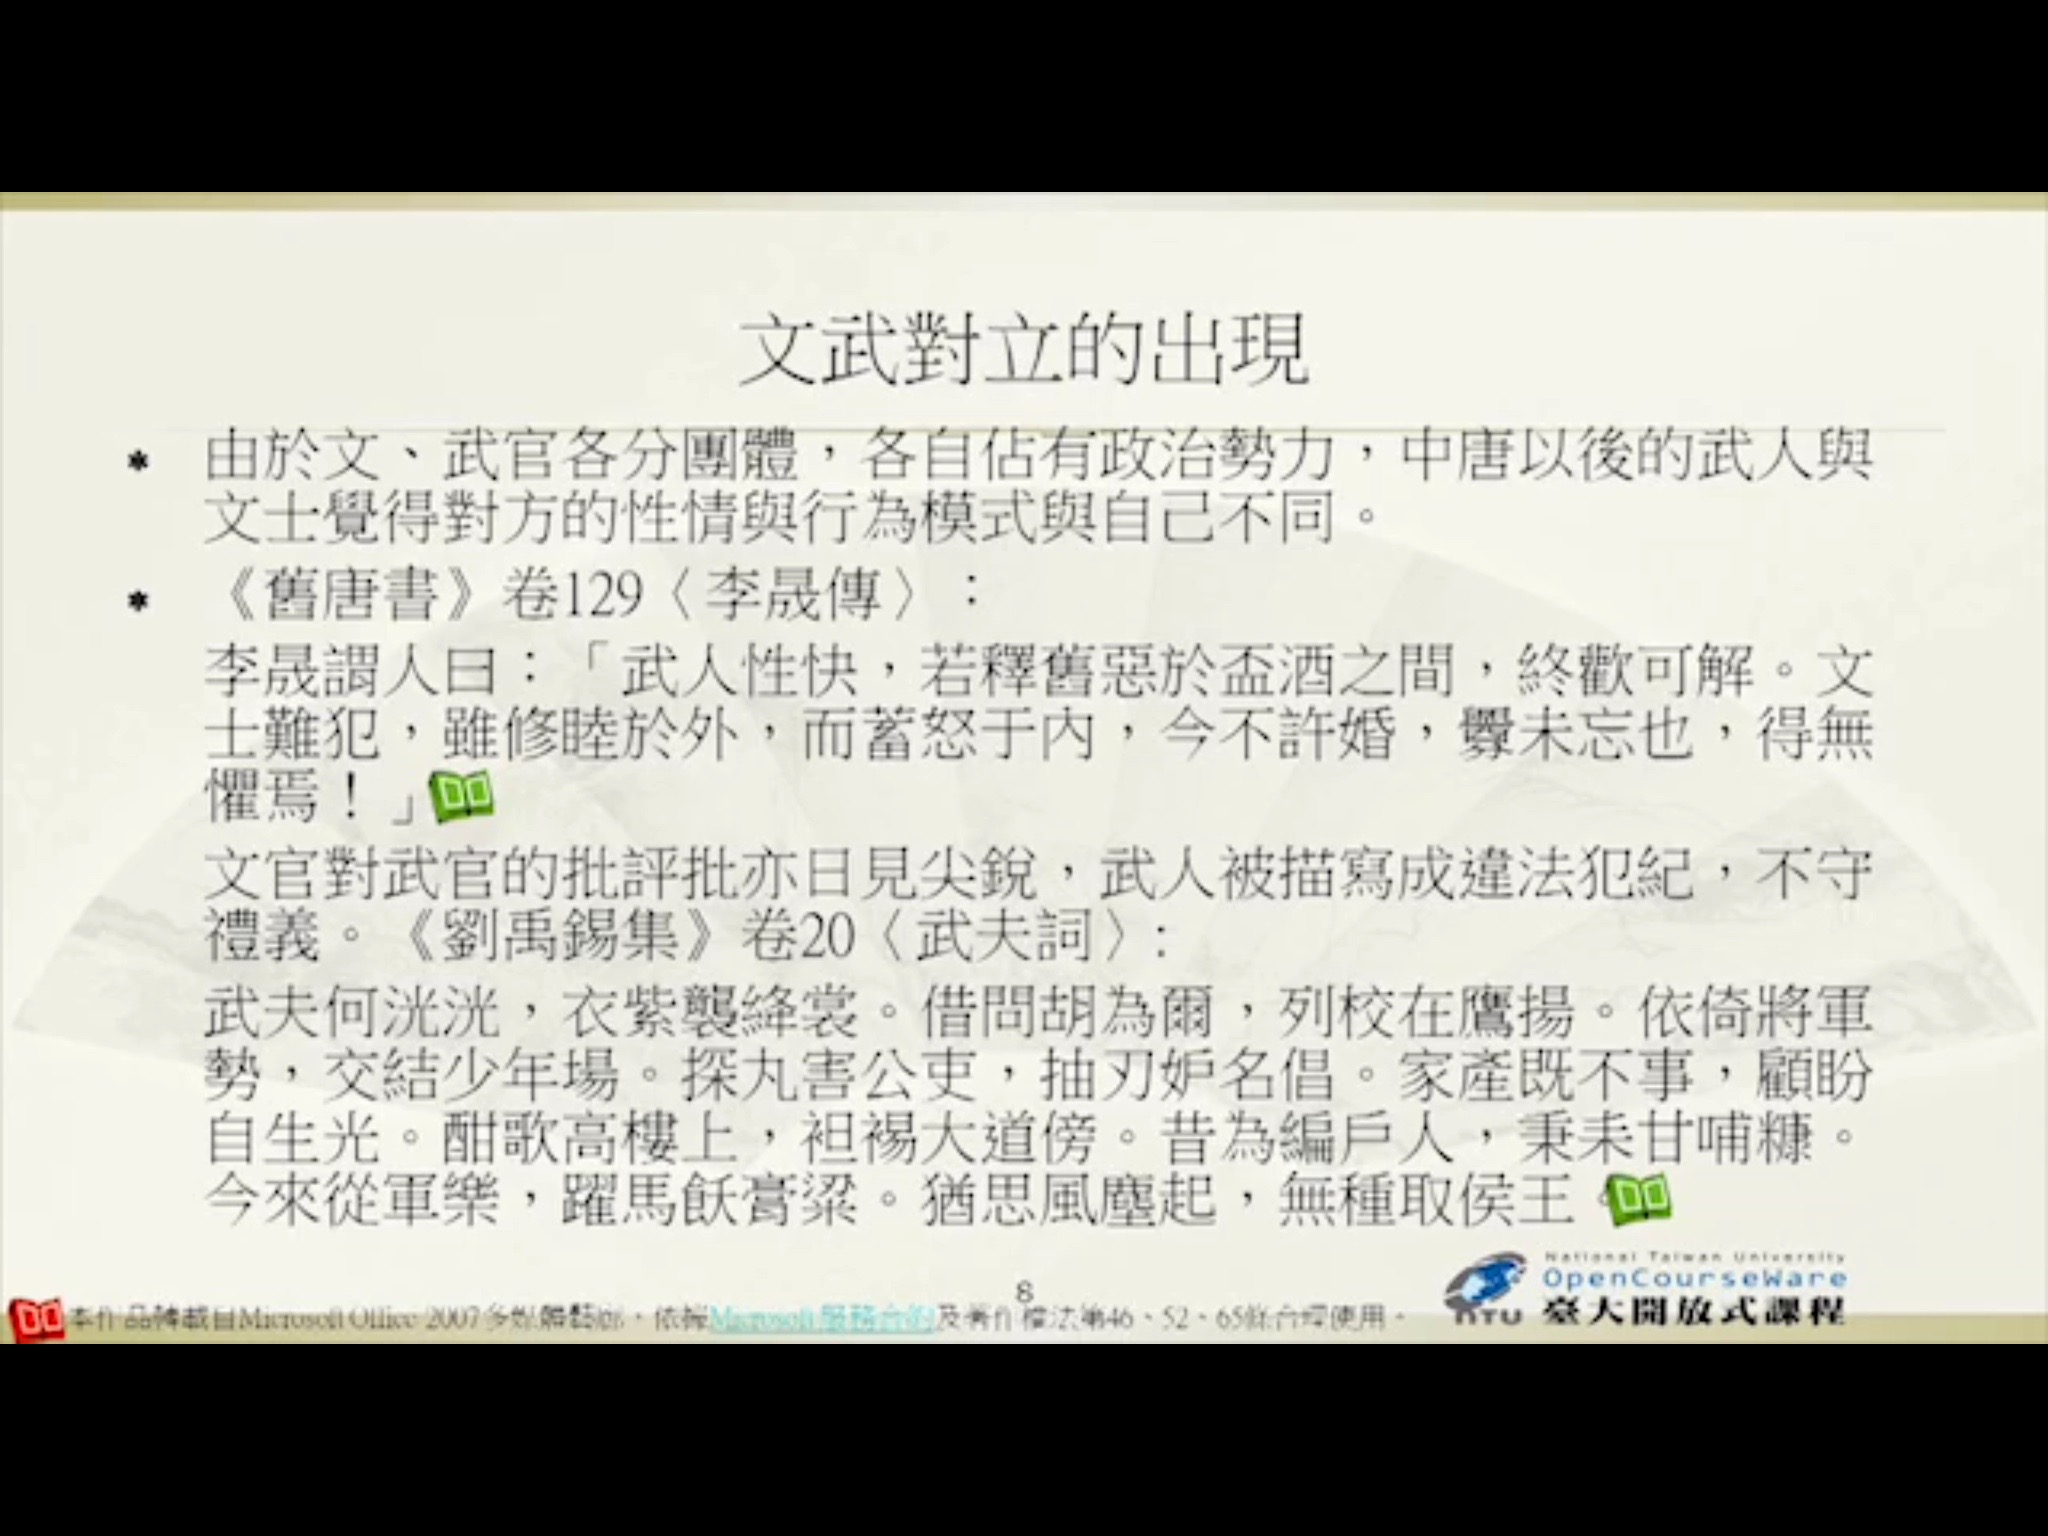 文武對立的出現
* 由於文、武官各分團體，各自佔有政治勢力，中唐以後的武人與
文士覺得對方的性情與行為模式與自己不同。
* 《舊唐書》卷129〈李晟傳〉：
李晟謂人曰：「武人性快，若釋舊惡於盃酒之間，終歡可解。文
士難犯，雖修睦於外，而蓄怒于內，今不許婚，釁未忘也，得無
懼焉！」
文官對武官的批評批亦日見尖銳，武人被描寫成違法犯紀，不守
禮義。《劉禹錫集》卷20〈武夫詞〉:
武夫何洸洸，衣紫襲絳裳。借問胡為爾，列校在鷹揚。依倚將軍
勢，交結少年場。探丸害公吏，抽刃妒名倡。家產既不事，顧盼
自生光。酣歌高樓上，袒裼大道傍。昔為編戶人，秉耒甘哺糠。
今來從軍樂，躍馬飫膏粱。猶思風塵起，無種取侯王。
8
本作品轉載自Microsoft Office 2007多媒體藝廊，依據Microsoft服務合約及著作權法第46、52、65條合理使用。
National Taiwan University
OpenCourseWare
NTU 臺大開放式課程